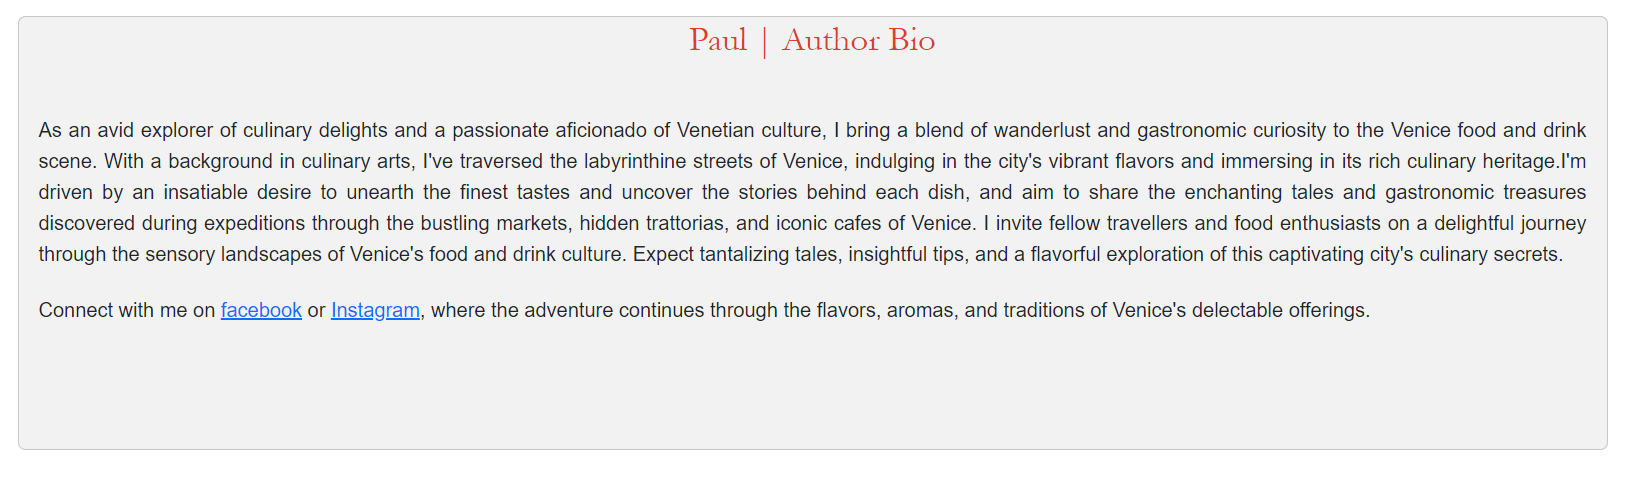 Paul | Author Bio
As an avid explorer of culinary delights and a passionate aficionado of Venetian culture, I bring a blend of wanderlust and gastronomic curiosity to the Venice food and drink
scene. With a background in culinary arts, I've traversed the labyrinthine streets of Venice, indulging in the city's vibrant flavors and immersing in its rich culinary heritage.I'm
driven by an insatiable desire to unearth the finest tastes and uncover the stories behind each dish, and aim to share the enchanting tales and gastronomic treasures
discovered during expeditions through the bustling markets, hidden trattorias, and iconic cafes of Venice. I invite fellow travellers and food enthusiasts on a delightful journey
through the sensory landscapes of Venice's food and drink culture. Expect tantalizing tales, insightful tips, and a flavorful exploration of this captivating city's culinary secrets.
Connect with me on facebook or Instagram, where the adventure continues through the flavors, aromas, and traditions of Venice's delectable offerings.